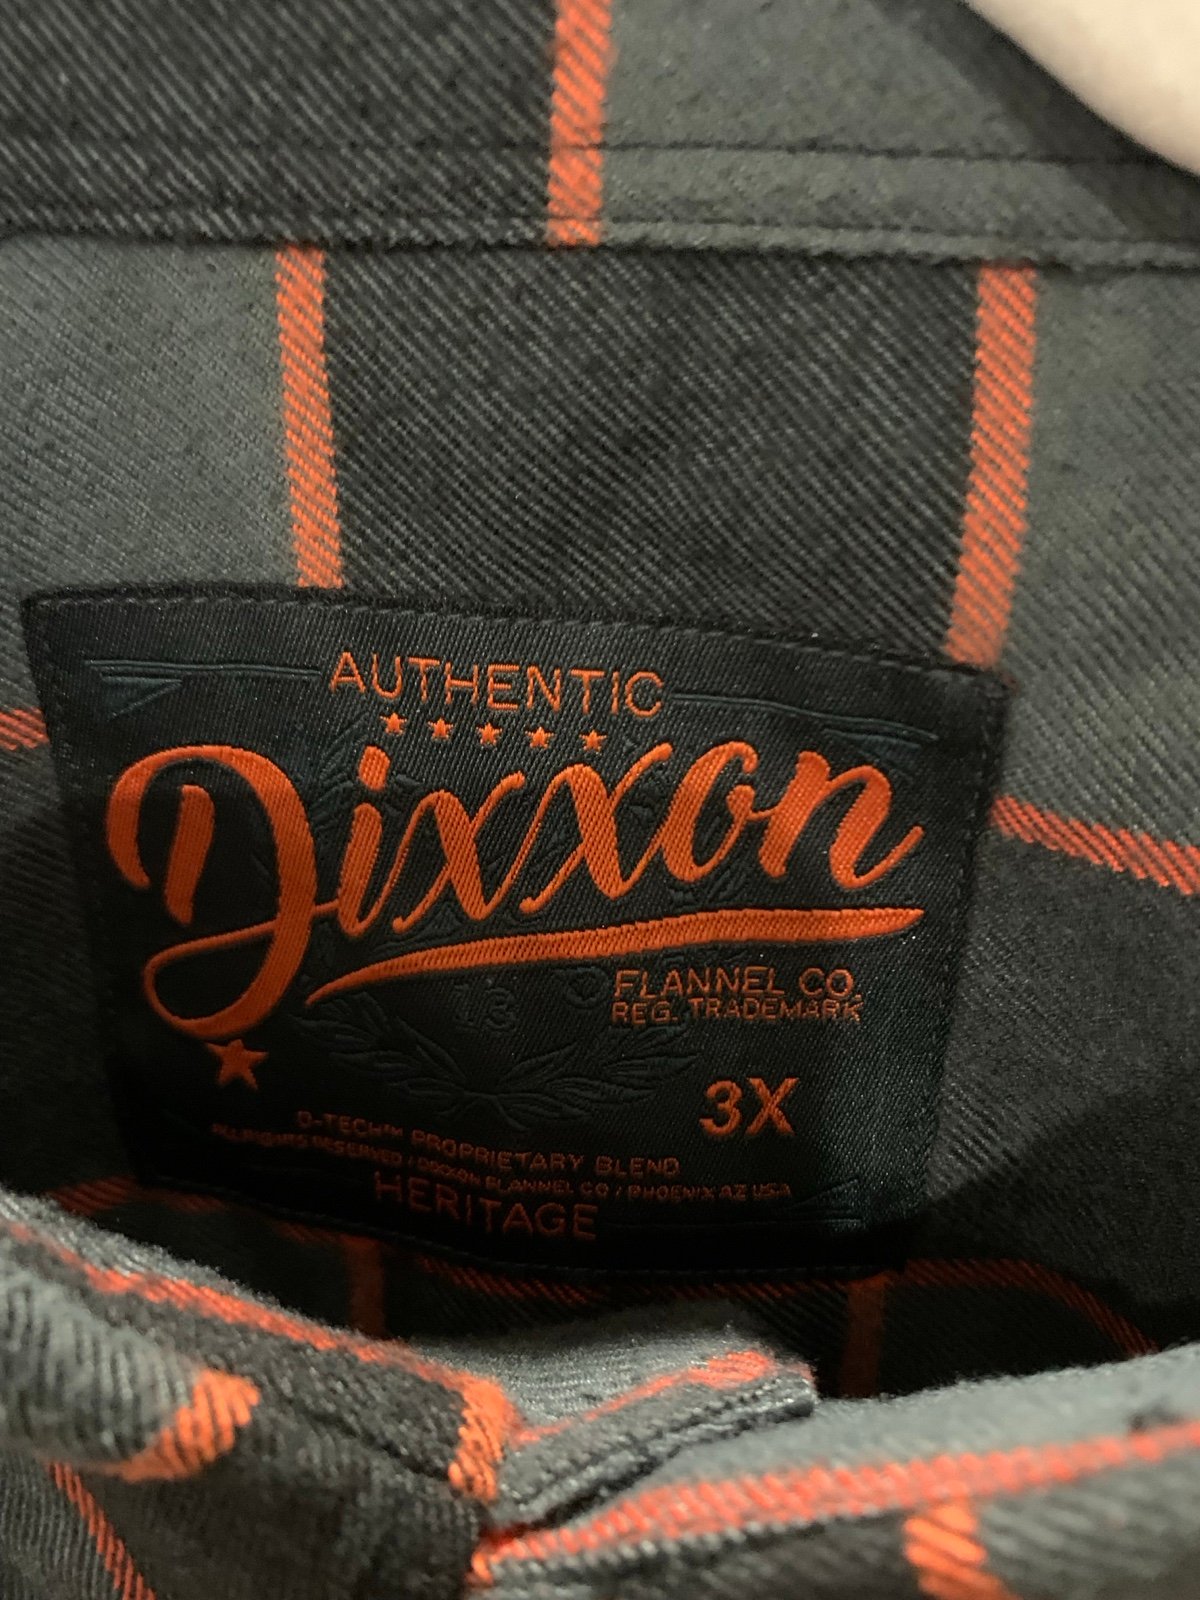 AUTHENTIC
Dixxon
FLANNEL CO.
REG. TRADEMARK
13
3X
D-TECH™ PROPRIETARY BLEND
ALL RIGHTS RESERVED / DIXXON FLANNEL CO / PHOENIX AZ USA
HERITAGE